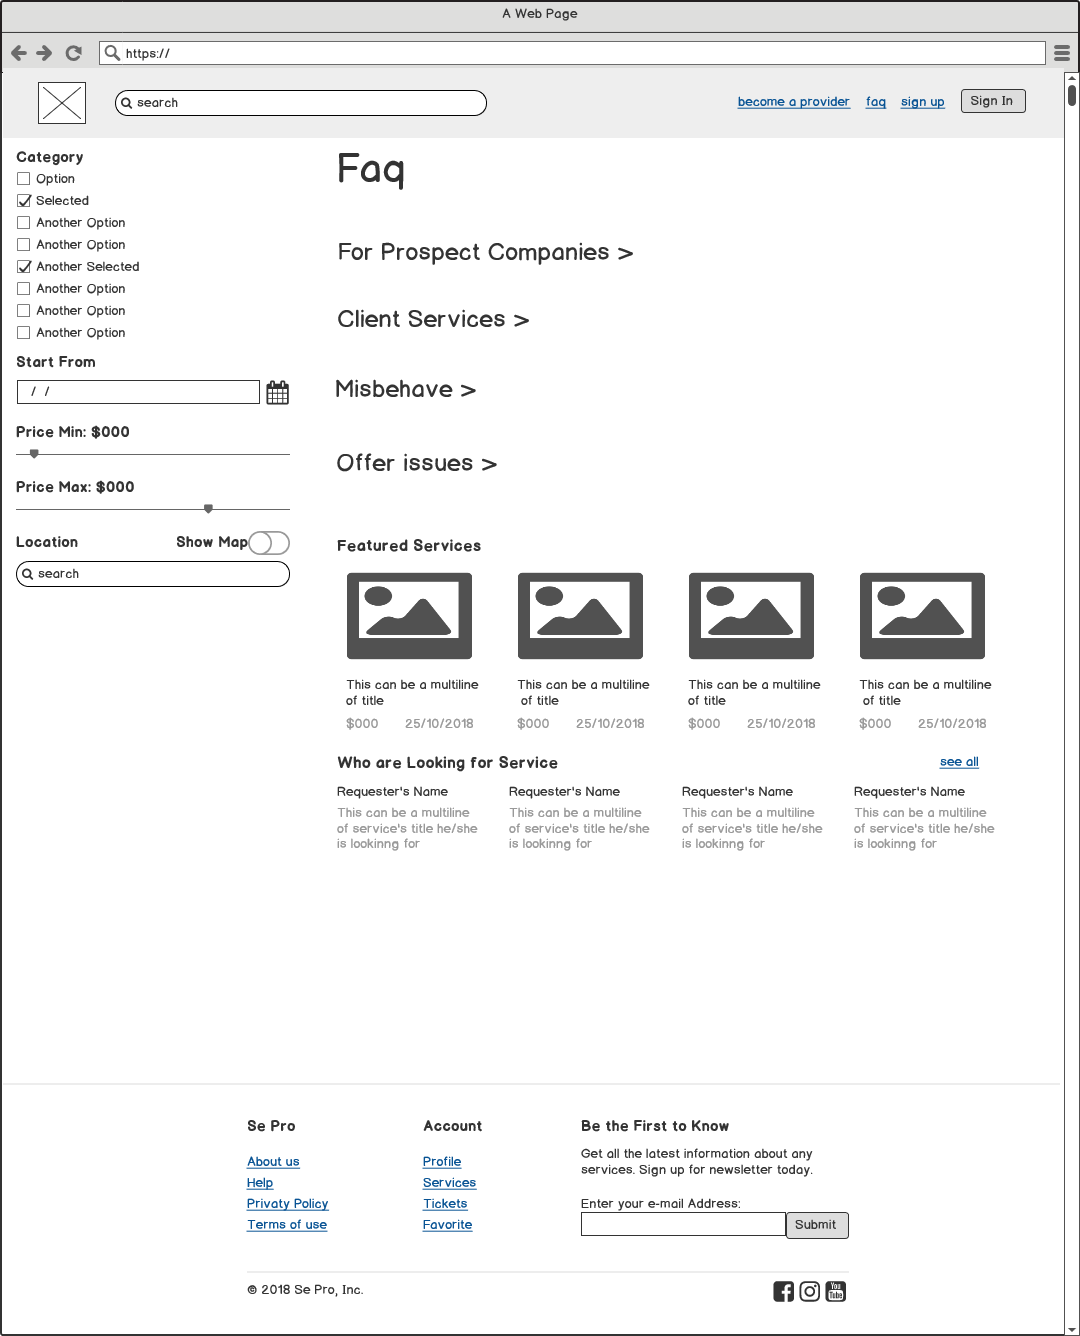 A Web Page
https://
search
become a provider faq sign up Sign In
Category
Option
Selected
Another Option
Another Option
Another Selected
Another Option
Another Option
Another Option
Start From
/ /
Price Min: $000
Price Max: $000
Location Show Map
search
Faq
For Prospect Companies >
Client Services >
Misbehave >
Offer issues >
Featured Services
This can be a multiline
of title
$000 25/10/2018
This can be a multiline
of title
$000 25/10/2018
This can be a multiline
of title
$000 25/10/2018
This can be a multiline
of title
$000 25/10/2018
Who are Looking for Service see all
Requester's Name
This can be a multiline
of service's title he/she
is lookinng for
Requester's Name
This can be a multiline
of service's title he/she
is lookinng for
Requester's Name
This can be a multiline
of service's title he/she
is lookinng for
Requester's Name
This can be a multiline
of service's title he/she
is lookinng for
Se Pro
About us
Help
Privaty Policy
Terms of use
Account
Profile
Services
Tickets
Favorite
Be the First to Know
Get all the latest information about any
services. Sign up for newsletter today.
Enter your e-mail Address:
Submit
© 2018 Se Pro, Inc.
You
Tube